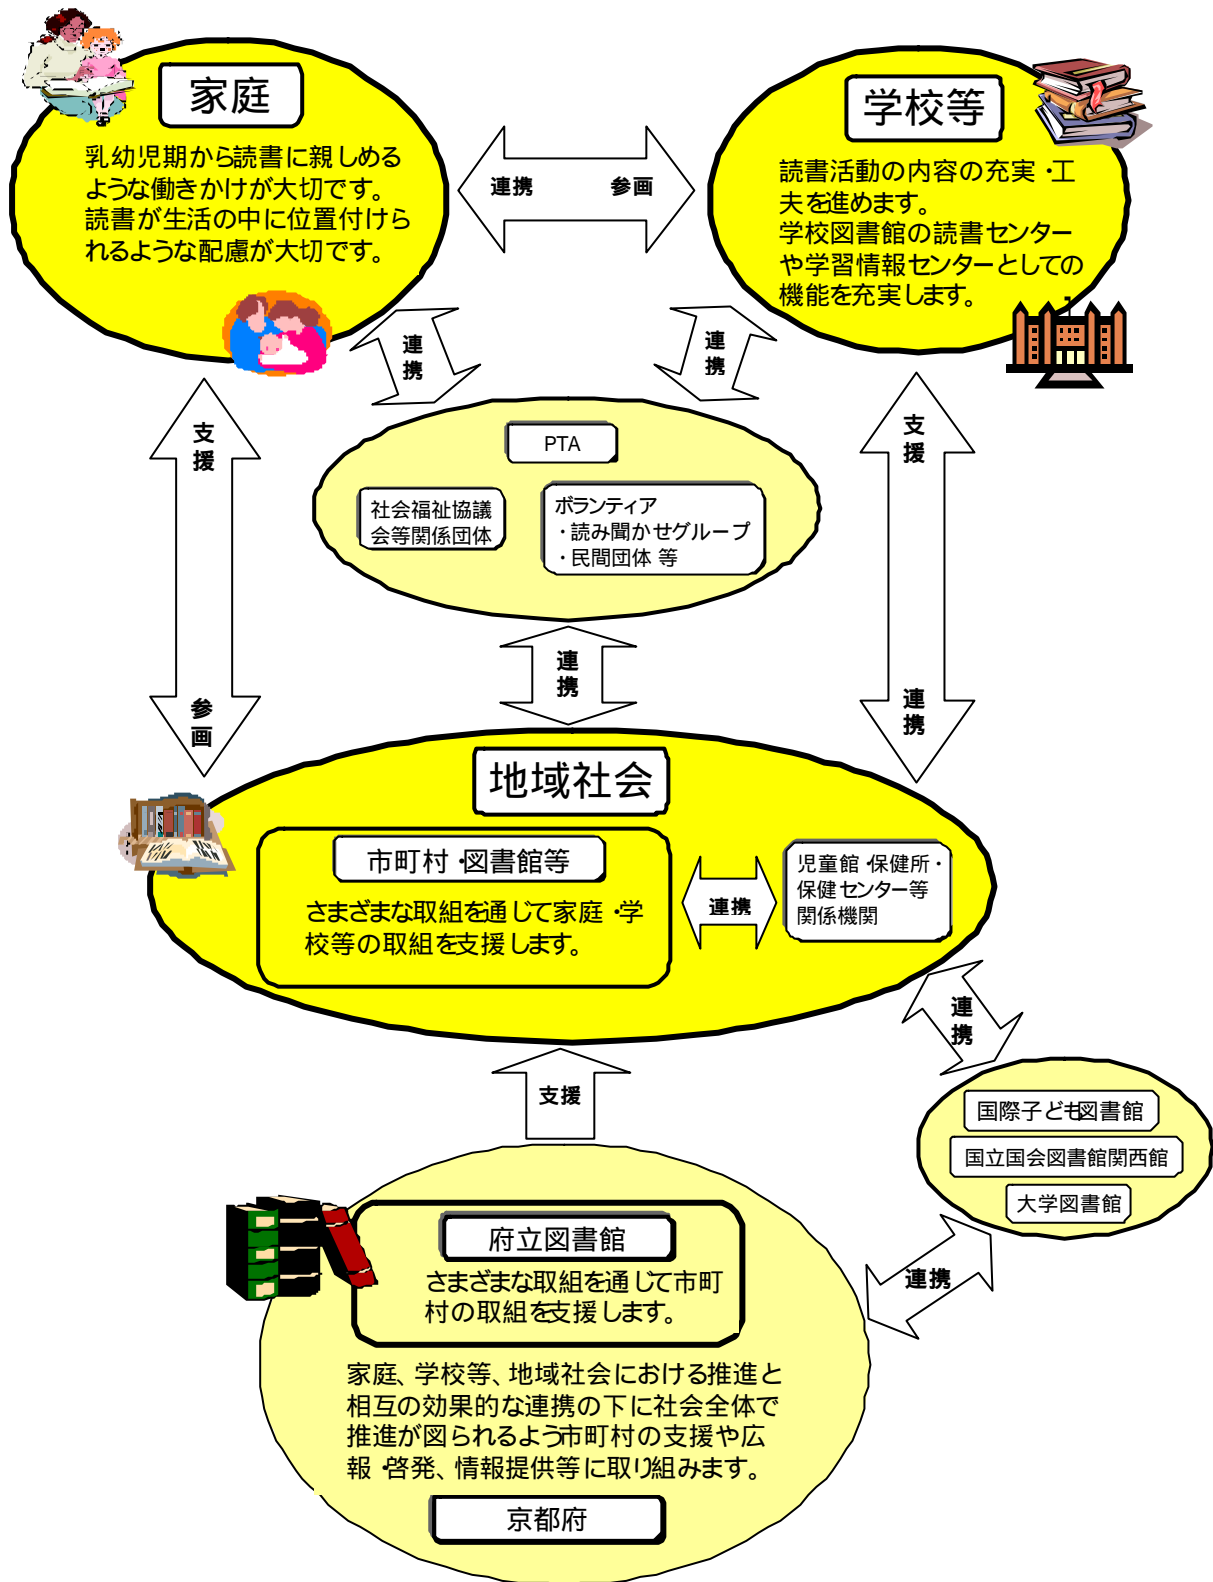 家庭
乳幼児期から読書に親しめる
ような働きかけが大切です。
読書が生活の中に位置付けら
れるような配慮が大切です。
学校等
読書活動の内容の充実・工
夫を進めます。
学校図書館の読書センター
や学習情報センターとしての
機能を充実します。
連携 参画
連携
連携
支援
参画
支援
連携
PTA
社会福祉協議
会等関係団体
ボランティア
・読み聞かせグループ
・民間団体 等
連携
地域社会
市町村・図書館等
さまざまな取組を通じて家庭・学
校等の取組を支援します。
連携
児童館・保健所・
保健センター等
関係機関
連携
支援
国際子ども図書館
国立国会図書館関西館
大学図書館
連携
府立図書館
さまざまな取組を通じて市町
村の取組を支援します。
家庭、学校等、地域社会における推進と
相互の効果的な連携の下に社会全体で
推進が図られるよう市町村の支援や広
報・啓発、情報提供等に取り組みます。
京都府